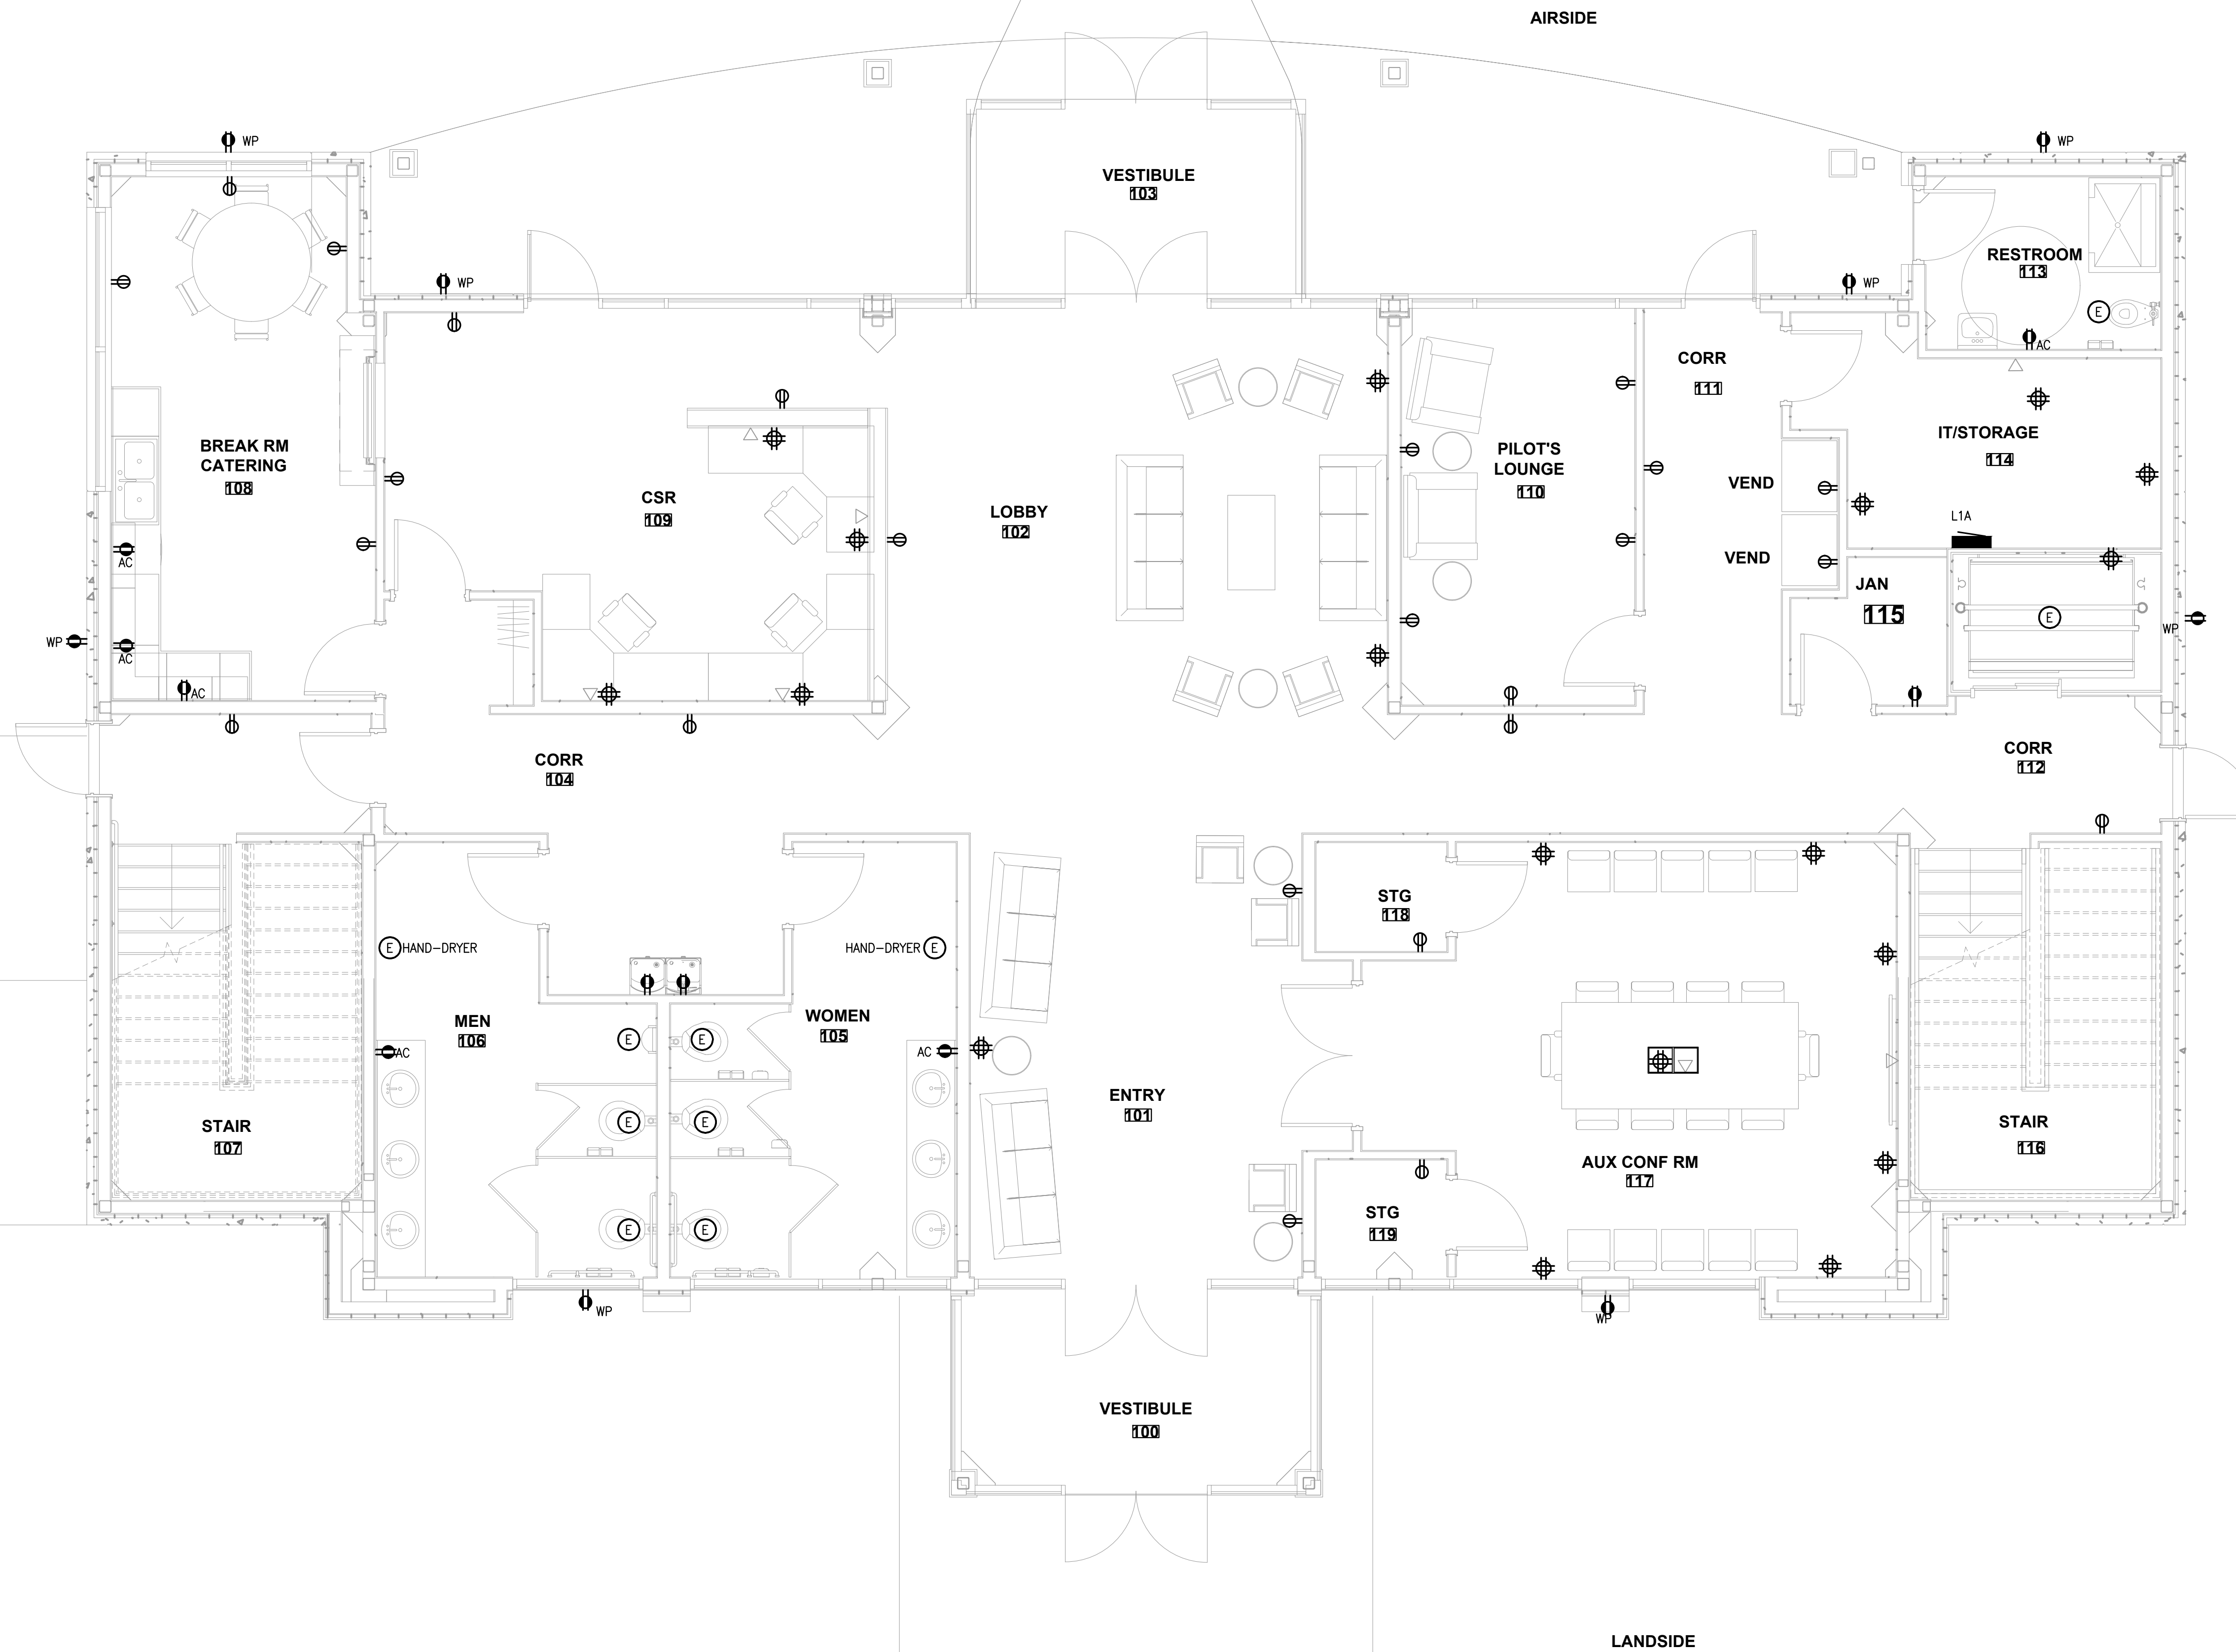 AIRSIDE
WP
WP
VESTIBULE
103
RESTROOM
113
WP
WP
E
AC
CORR
111
BREAK RM
CATERING
108
IT/STORAGE
114
PILOT'S
LOUNGE
110
CSR
109
LOBBY
102
VEND
L1A
VEND
AC
JAN
115
E
WP
WP
AC
AC
CORR
104
CORR
112
STG
118
E HAND-DRYER
HAND-DRYER E
MEN
106
WOMEN
105
E
E
AC
AC
ENTRY
101
E
E
STAIR
107
STAIR
116
AUX CONF RM
117
STG
119
E
E
WP
WP
VESTIBULE
100
LANDSIDE